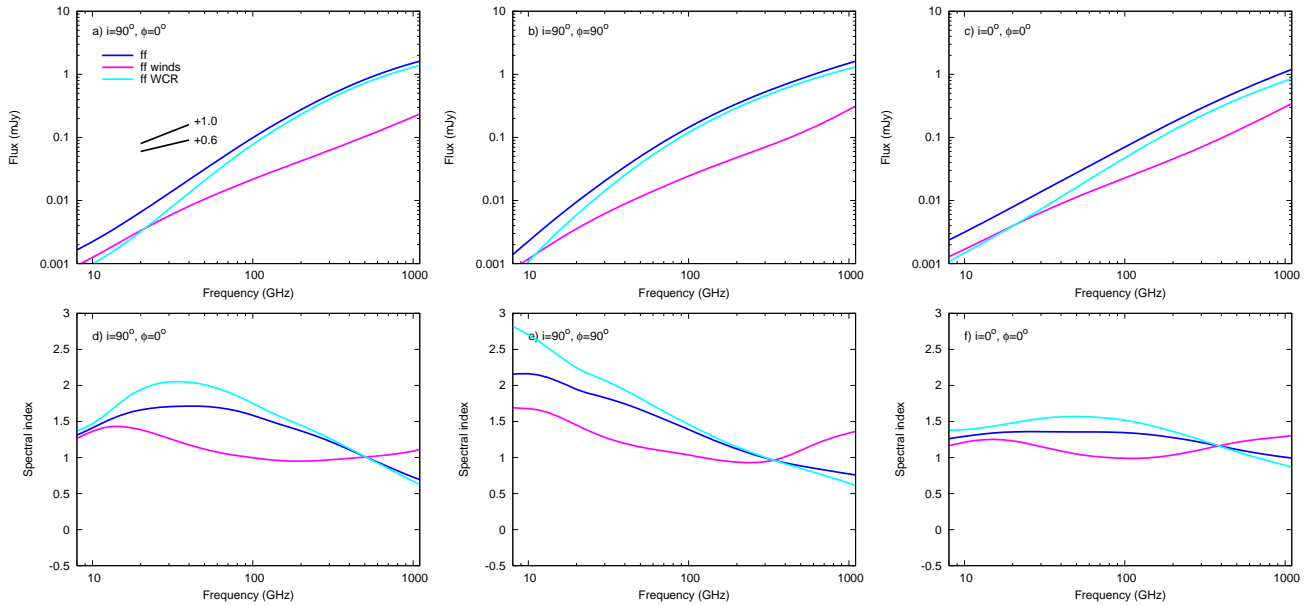 a) i=90°, ϕ=0°
ff
ff winds
ff WCR
+1.0
+0.6
10
1
0.1
0.01
0.001
Flux (mJy)
10 100 1000
Frequency (GHz)
b) i=90°, ϕ=90°
10
1
0.1
0.01
0.001
Flux (mJy)
10 100 1000
Frequency (GHz)
c) i=0°, ϕ=0°
10
1
0.1
0.01
0.001
Flux (mJy)
10 100 1000
Frequency (GHz)
d) i=90°, ϕ=0°
3
2.5
2
1.5
1
0.5
0
-0.5
Spectral index
10 100 1000
Frequency (GHz)
e) i=90°, ϕ=90°
3
2.5
2
1.5
1
0.5
0
-0.5
Spectral index
10 100 1000
Frequency (GHz)
f) i=0°, ϕ=0°
3
2.5
2
1.5
1
0.5
0
-0.5
Spectral index
10 100 1000
Frequency (GHz)